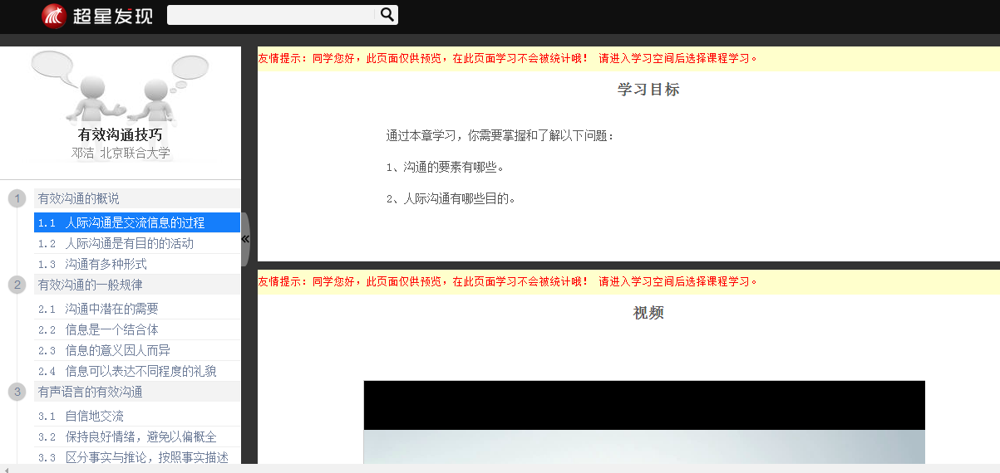 超星发现
有效沟通技巧
邓洁 北京联合大学
1 有效沟通的概说
1.1 人际沟通是交流信息的过程
1.2 人际沟通是有目的的活动
1.3 沟通有多种形式
2 有效沟通的一般规律
2.1 沟通中潜在的需要
2.2 信息是一个结合体
2.3 信息的意义因人而异
2.4 信息可以表达不同程度的礼貌
3 有声语言的有效沟通
3.1 自信地交流
3.2 保持良好情绪，避免以偏概全
3.3 区分事实与推论，按照事实描述
«
友情提示：同学您好，此页面仅供预览，在此页面学习不会被统计哦！ 请进入学习空间后选择课程学习。
学习目标
通过本章学习，你需要掌握和了解以下问题：
1、沟通的要素有哪些。
2、人际沟通有哪些目的。
友情提示：同学您好，此页面仅供预览，在此页面学习不会被统计哦！ 请进入学习空间后选择课程学习。
视频